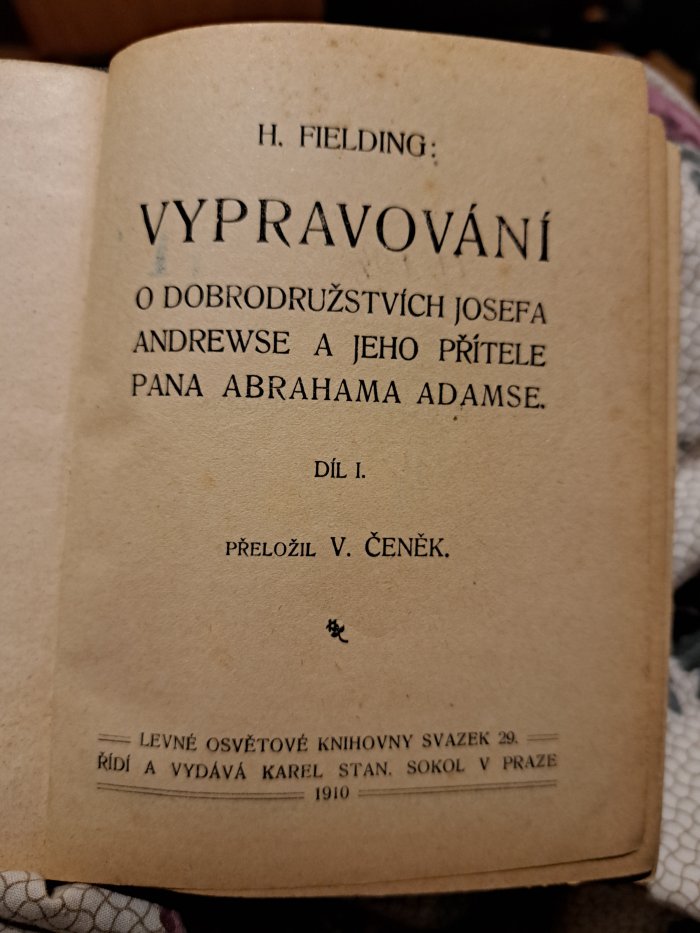 H. FIELDING:
VYPRAVOVÁNÍ
O DOBRODRUŽSTVÍCH JOSEFA
ANDREWSE A JEHO PŘÍTELE
PANA ABRAHAMA ADAMSE.
DÍL I.
PŘELOŽIL V. ČENĚK.
LEVNÉ OSVĚTOVÉ KNIHOVNY SVAZEK 29.
ŘÍDÍ A VYDÁVÁ KAREL STAN. SOKOL V PRAZE
1910